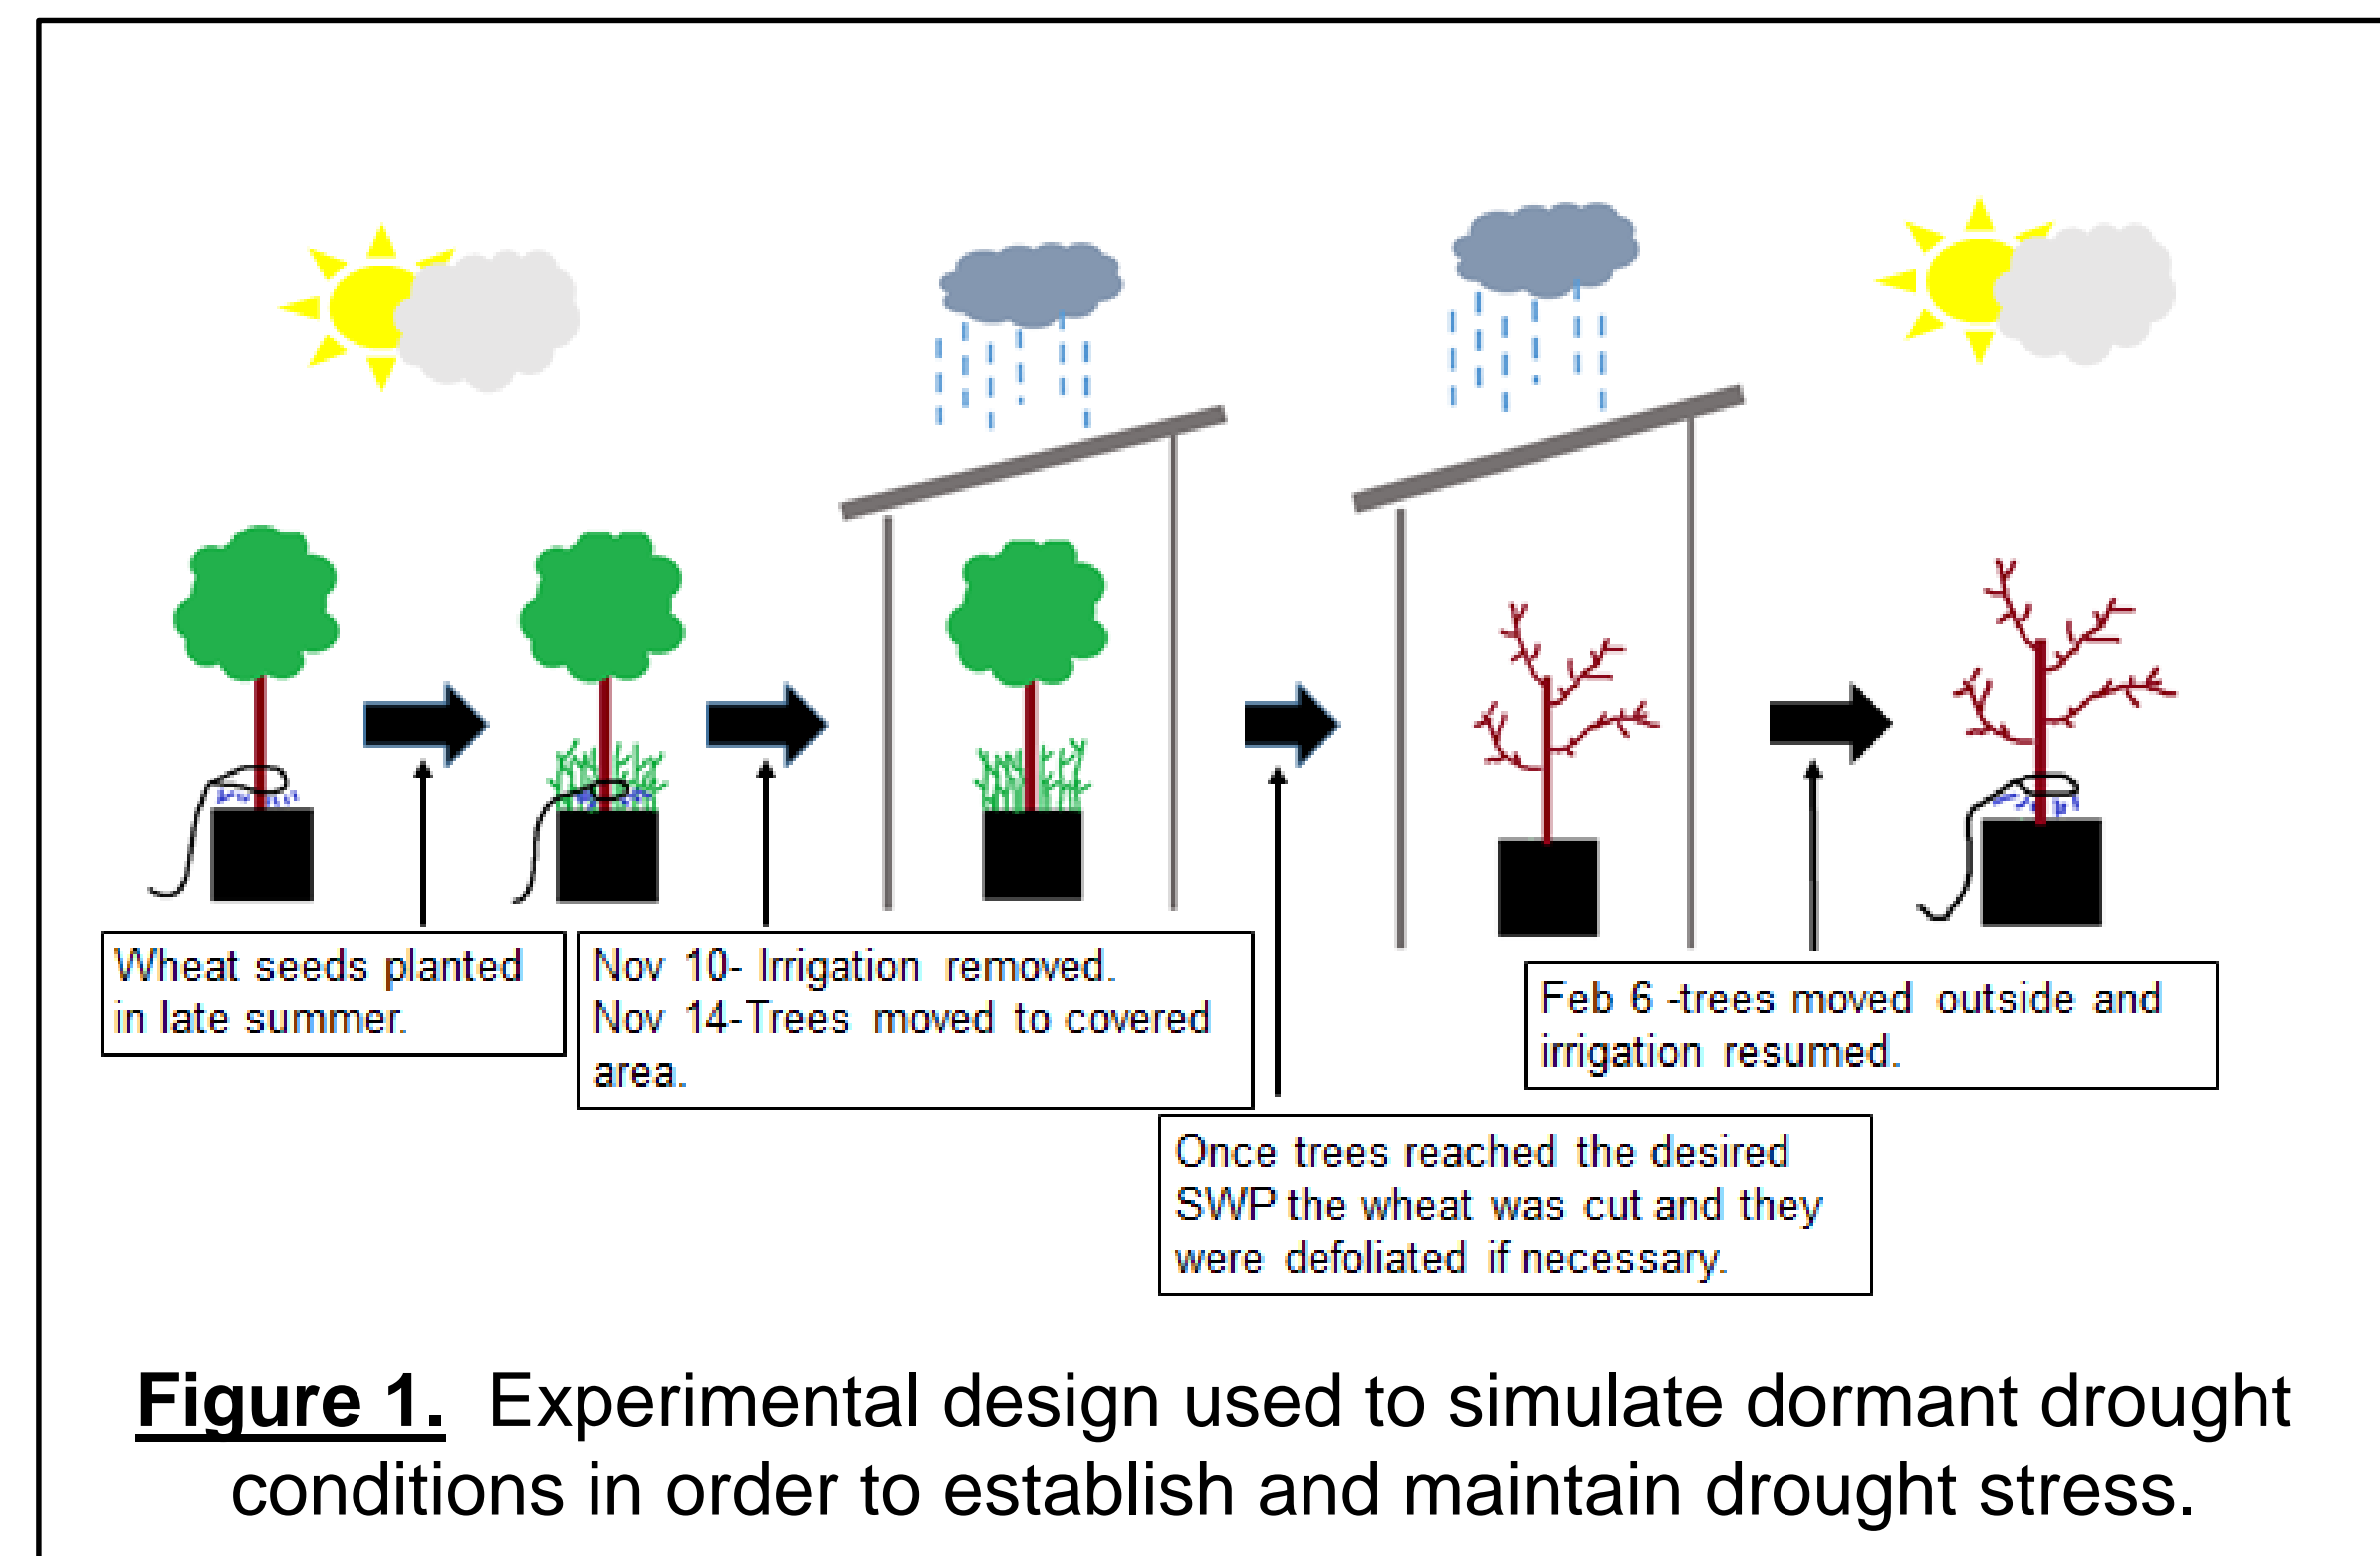 Wheat seeds planted
in late summer.
Nov 10- Irrigation removed.
Nov 14-Trees moved to covered
area.
Once trees reached the desired
SWP the wheat was cut and they
were defoliated if necessary.
Feb 6 -trees moved outside and
irrigation resumed.
Figure 1. Experimental design used to simulate dormant drought
conditions in order to establish and maintain drought stress.